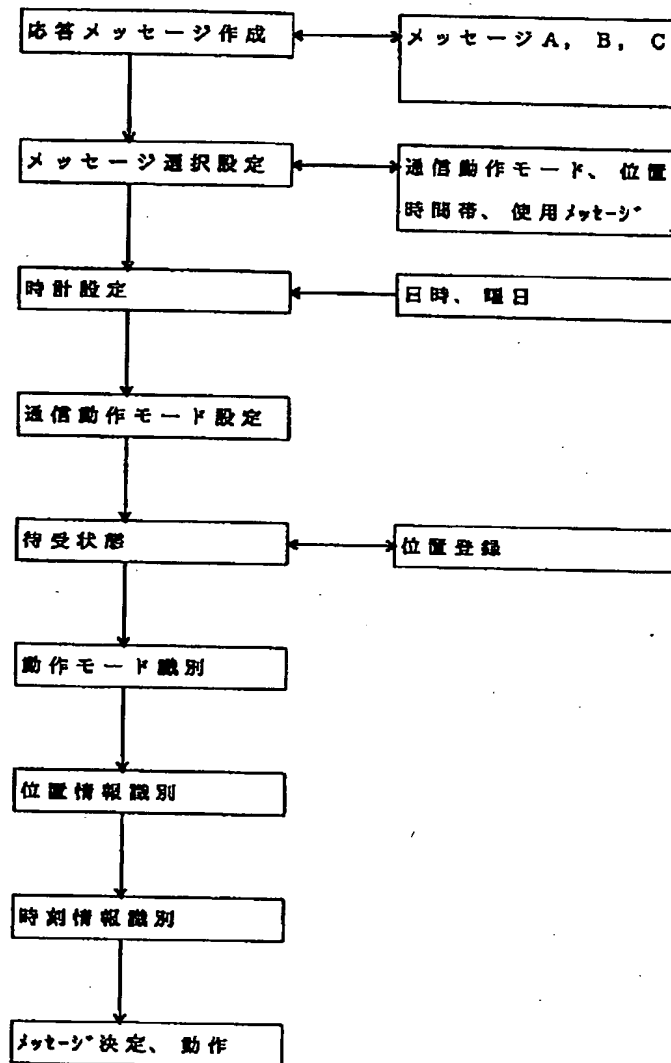 応答メッセージ作成
メッセージA, B, C
メッセージ選択設定
通信動作モード、位置
時間帯、使用ﾒｯｾｰｼﾞ
時計設定
日時、曜日
通信動作モード設定
待受状態
位置登録
動作モード識別
位置情報識別
時刻情報識別
ﾒｯｾｰｼﾞ決定、動作